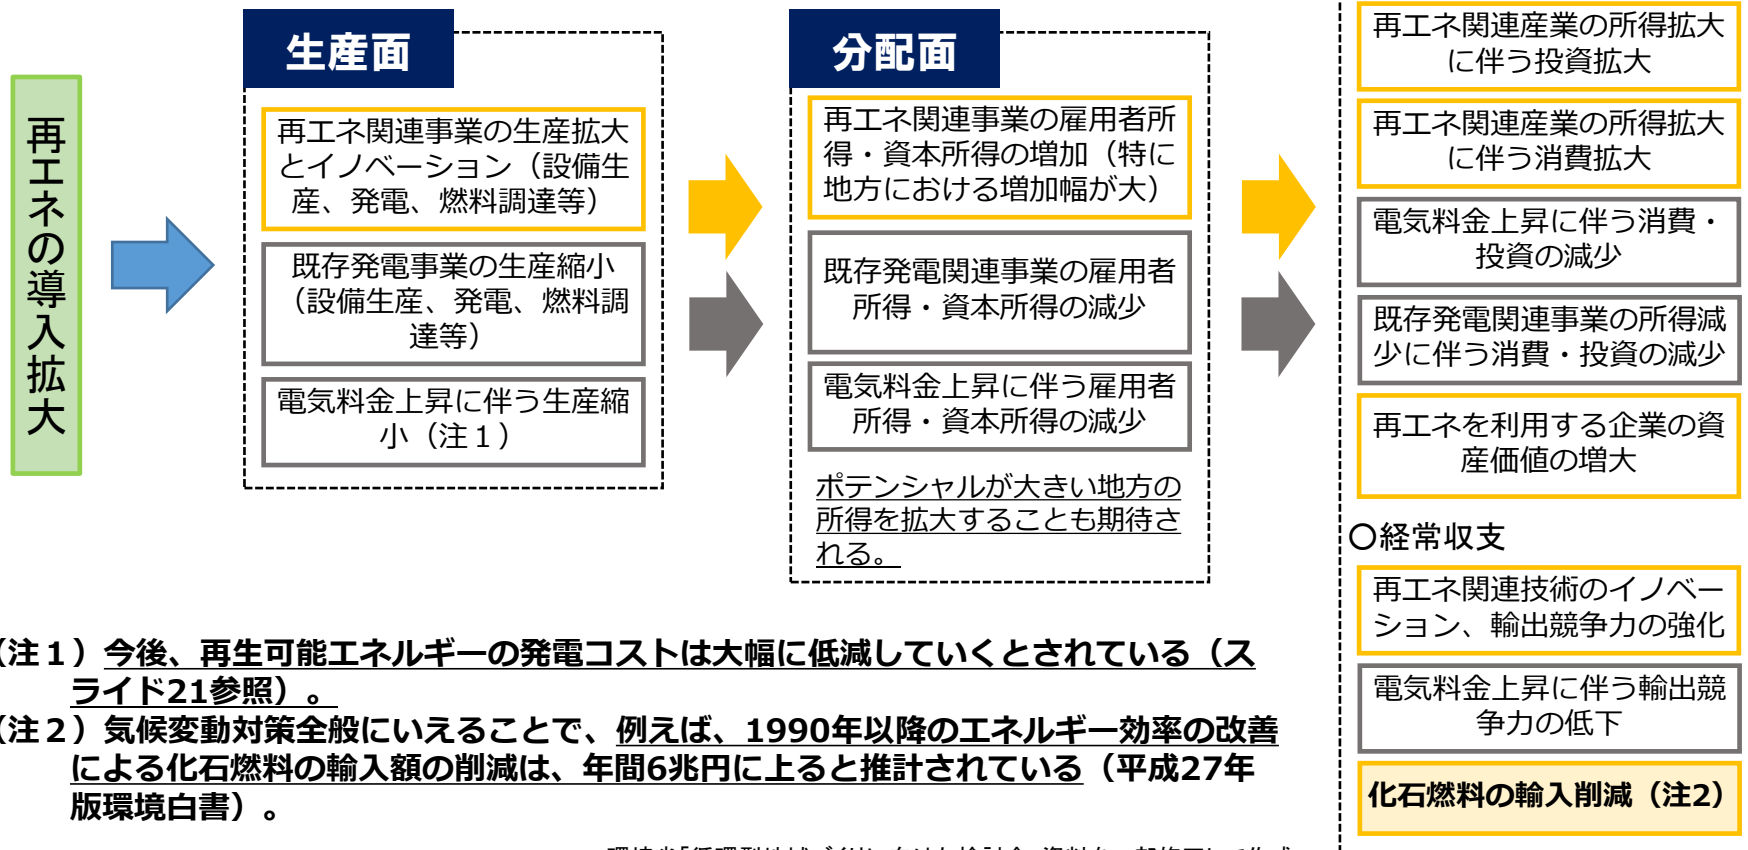 再エネの導入拡大
生産面
再エネ関連事業の生産拡大
とイノベーション（設備生
産、発電、燃料調達等）
既存発電事業の生産縮小
（設備生産、発電、燃料調
達等）
電気料金上昇に伴う生産縮
小（注１）
分配面
再エネ関連事業の雇用者所
得・資本所得の増加（特に
地方における増加幅が大）
既存発電関連事業の雇用者
所得・資本所得の減少
電気料金上昇に伴う雇用者
所得・資本所得の減少
ポテンシャルが大きい地方の
所得を拡大することも期待さ
れる。
再エネ関連産業の所得拡大
に伴う投資拡大
再エネ関連産業の所得拡大
に伴う消費拡大
電気料金上昇に伴う消費・
投資の減少
既存発電関連事業の所得減
少に伴う消費・投資の減少
再エネを利用する企業の資
産価値の増大
〇経常収支
再エネ関連技術のイノベー
ション、輸出競争力の強化
電気料金上昇に伴う輸出競
争力の低下
化石燃料の輸入削減（注2）
（注１）今後、再生可能エネルギーの発電コストは大幅に低減していくとされている（ス
ライド21参照）。
（注２）気候変動対策全般にいえることで、例えば、1990年以降のエネルギー効率の改善
による化石燃料の輸入額の削減は、年間6兆円に上ると推計されている（平成27年
版環境白書）。